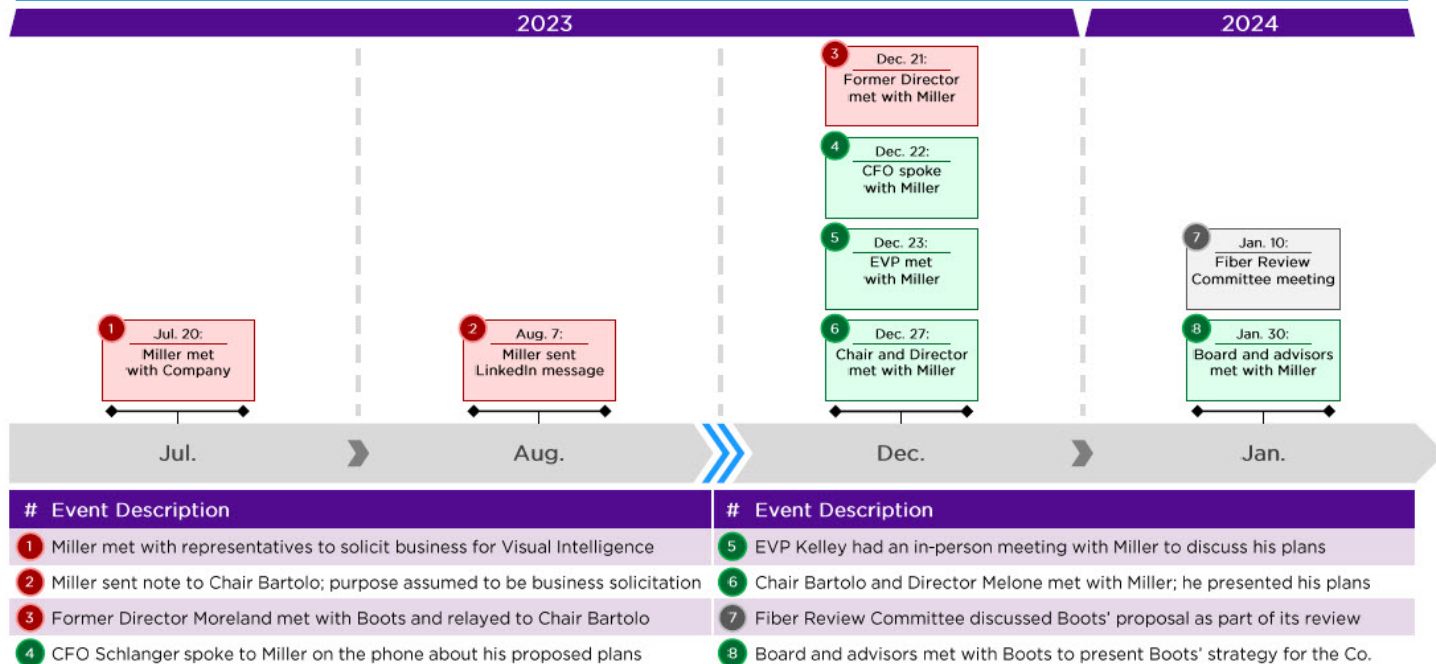 2023
2024
3
Dec. 21:
Former Director
met with Miller
4
Dec. 22:
CFO spoke
with Miller
5
Dec. 23:
EVP met
with Miller
7
Jan. 10:
Fiber Review
Committee meeting
1
Jul. 20:
Miller met
with Company
2
Aug. 7:
Miller sent
LinkedIn message
6
Dec. 27:
Chair and Director
met with Miller
8
Jan. 30:
Board and advisors
met with Miller
Jul.
Aug.
Dec.
Jan.
# Event Description
1 Miller met with representatives to solicit business for Visual Intelligence
2 Miller sent note to Chair Bartolo; purpose assumed to be business solicitation
3 Former Director Moreland met with Boots and relayed to Chair Bartolo
4 CFO Schlanger spoke to Miller on the phone about his proposed plans
# Event Description
5 EVP Kelley had an in-person meeting with Miller to discuss his plans
6 Chair Bartolo and Director Melone met with Miller; he presented his plans
7 Fiber Review Committee discussed Boots’ proposal as part of its review
8 Board and advisors met with Boots to present Boots’ strategy for the Co.